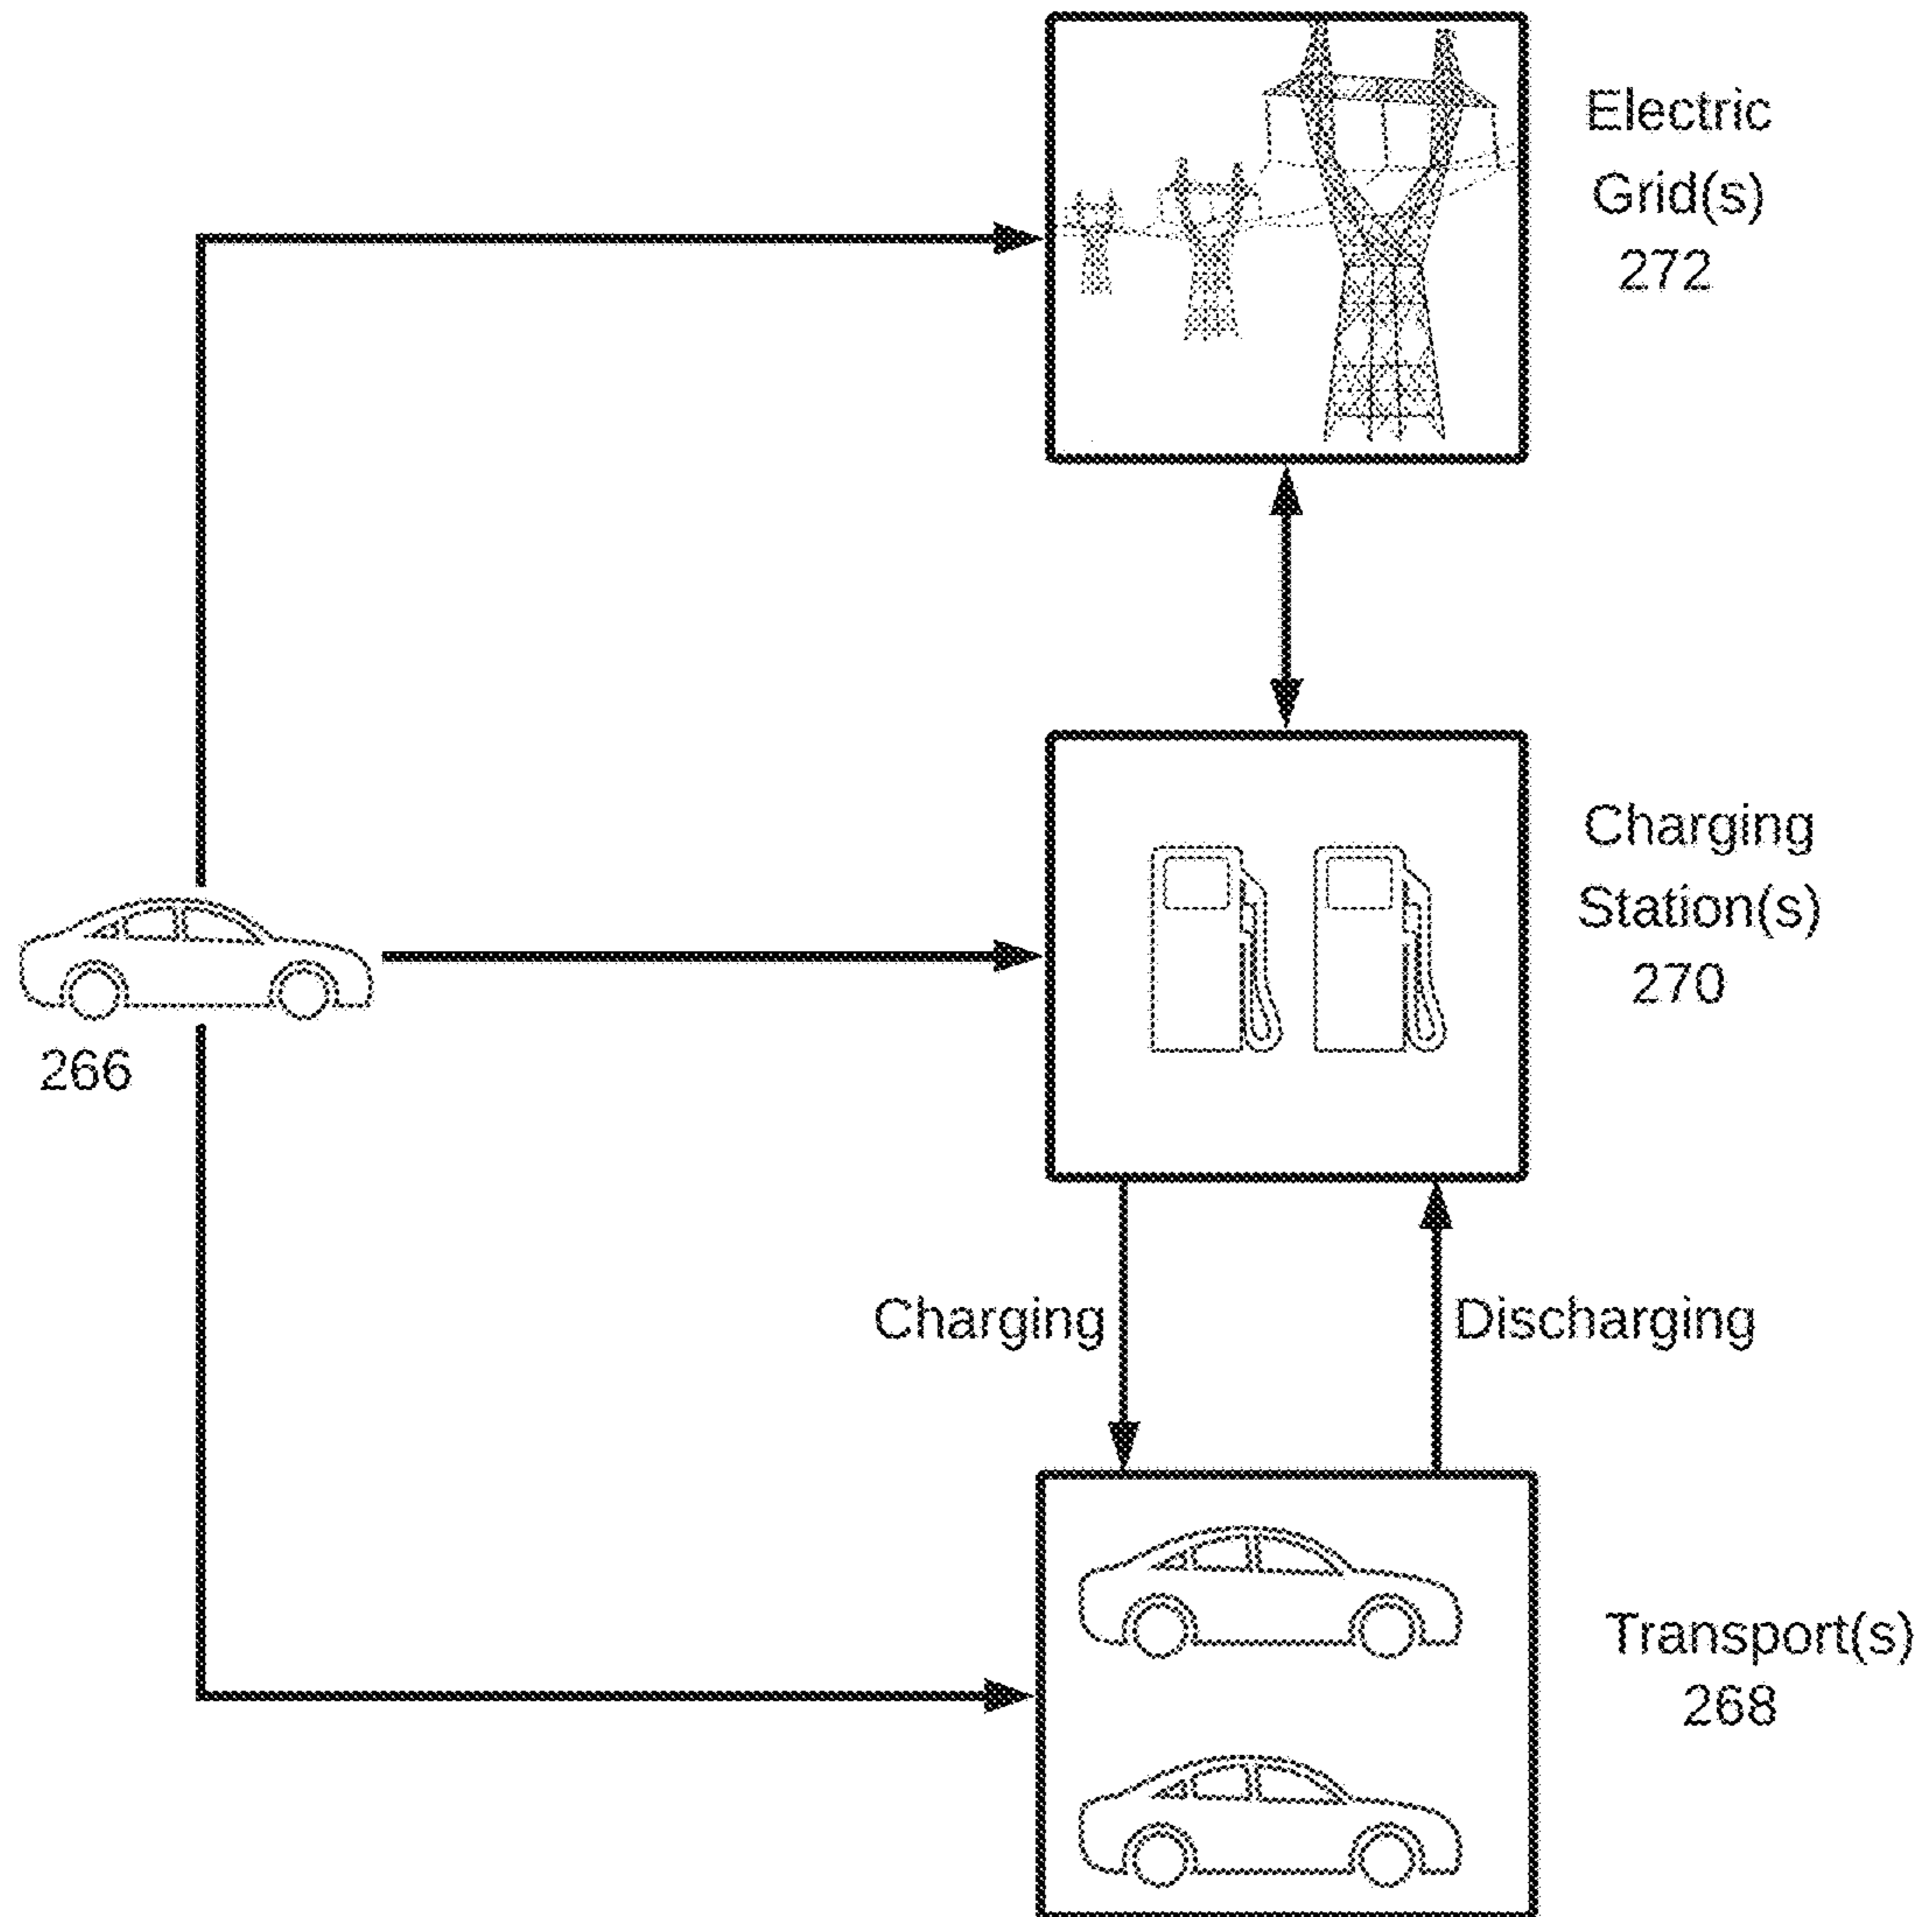 Electric
Grid(s)
272
Charging
Station(s)
270
266
Charging
Discharging
Transport(s)
268